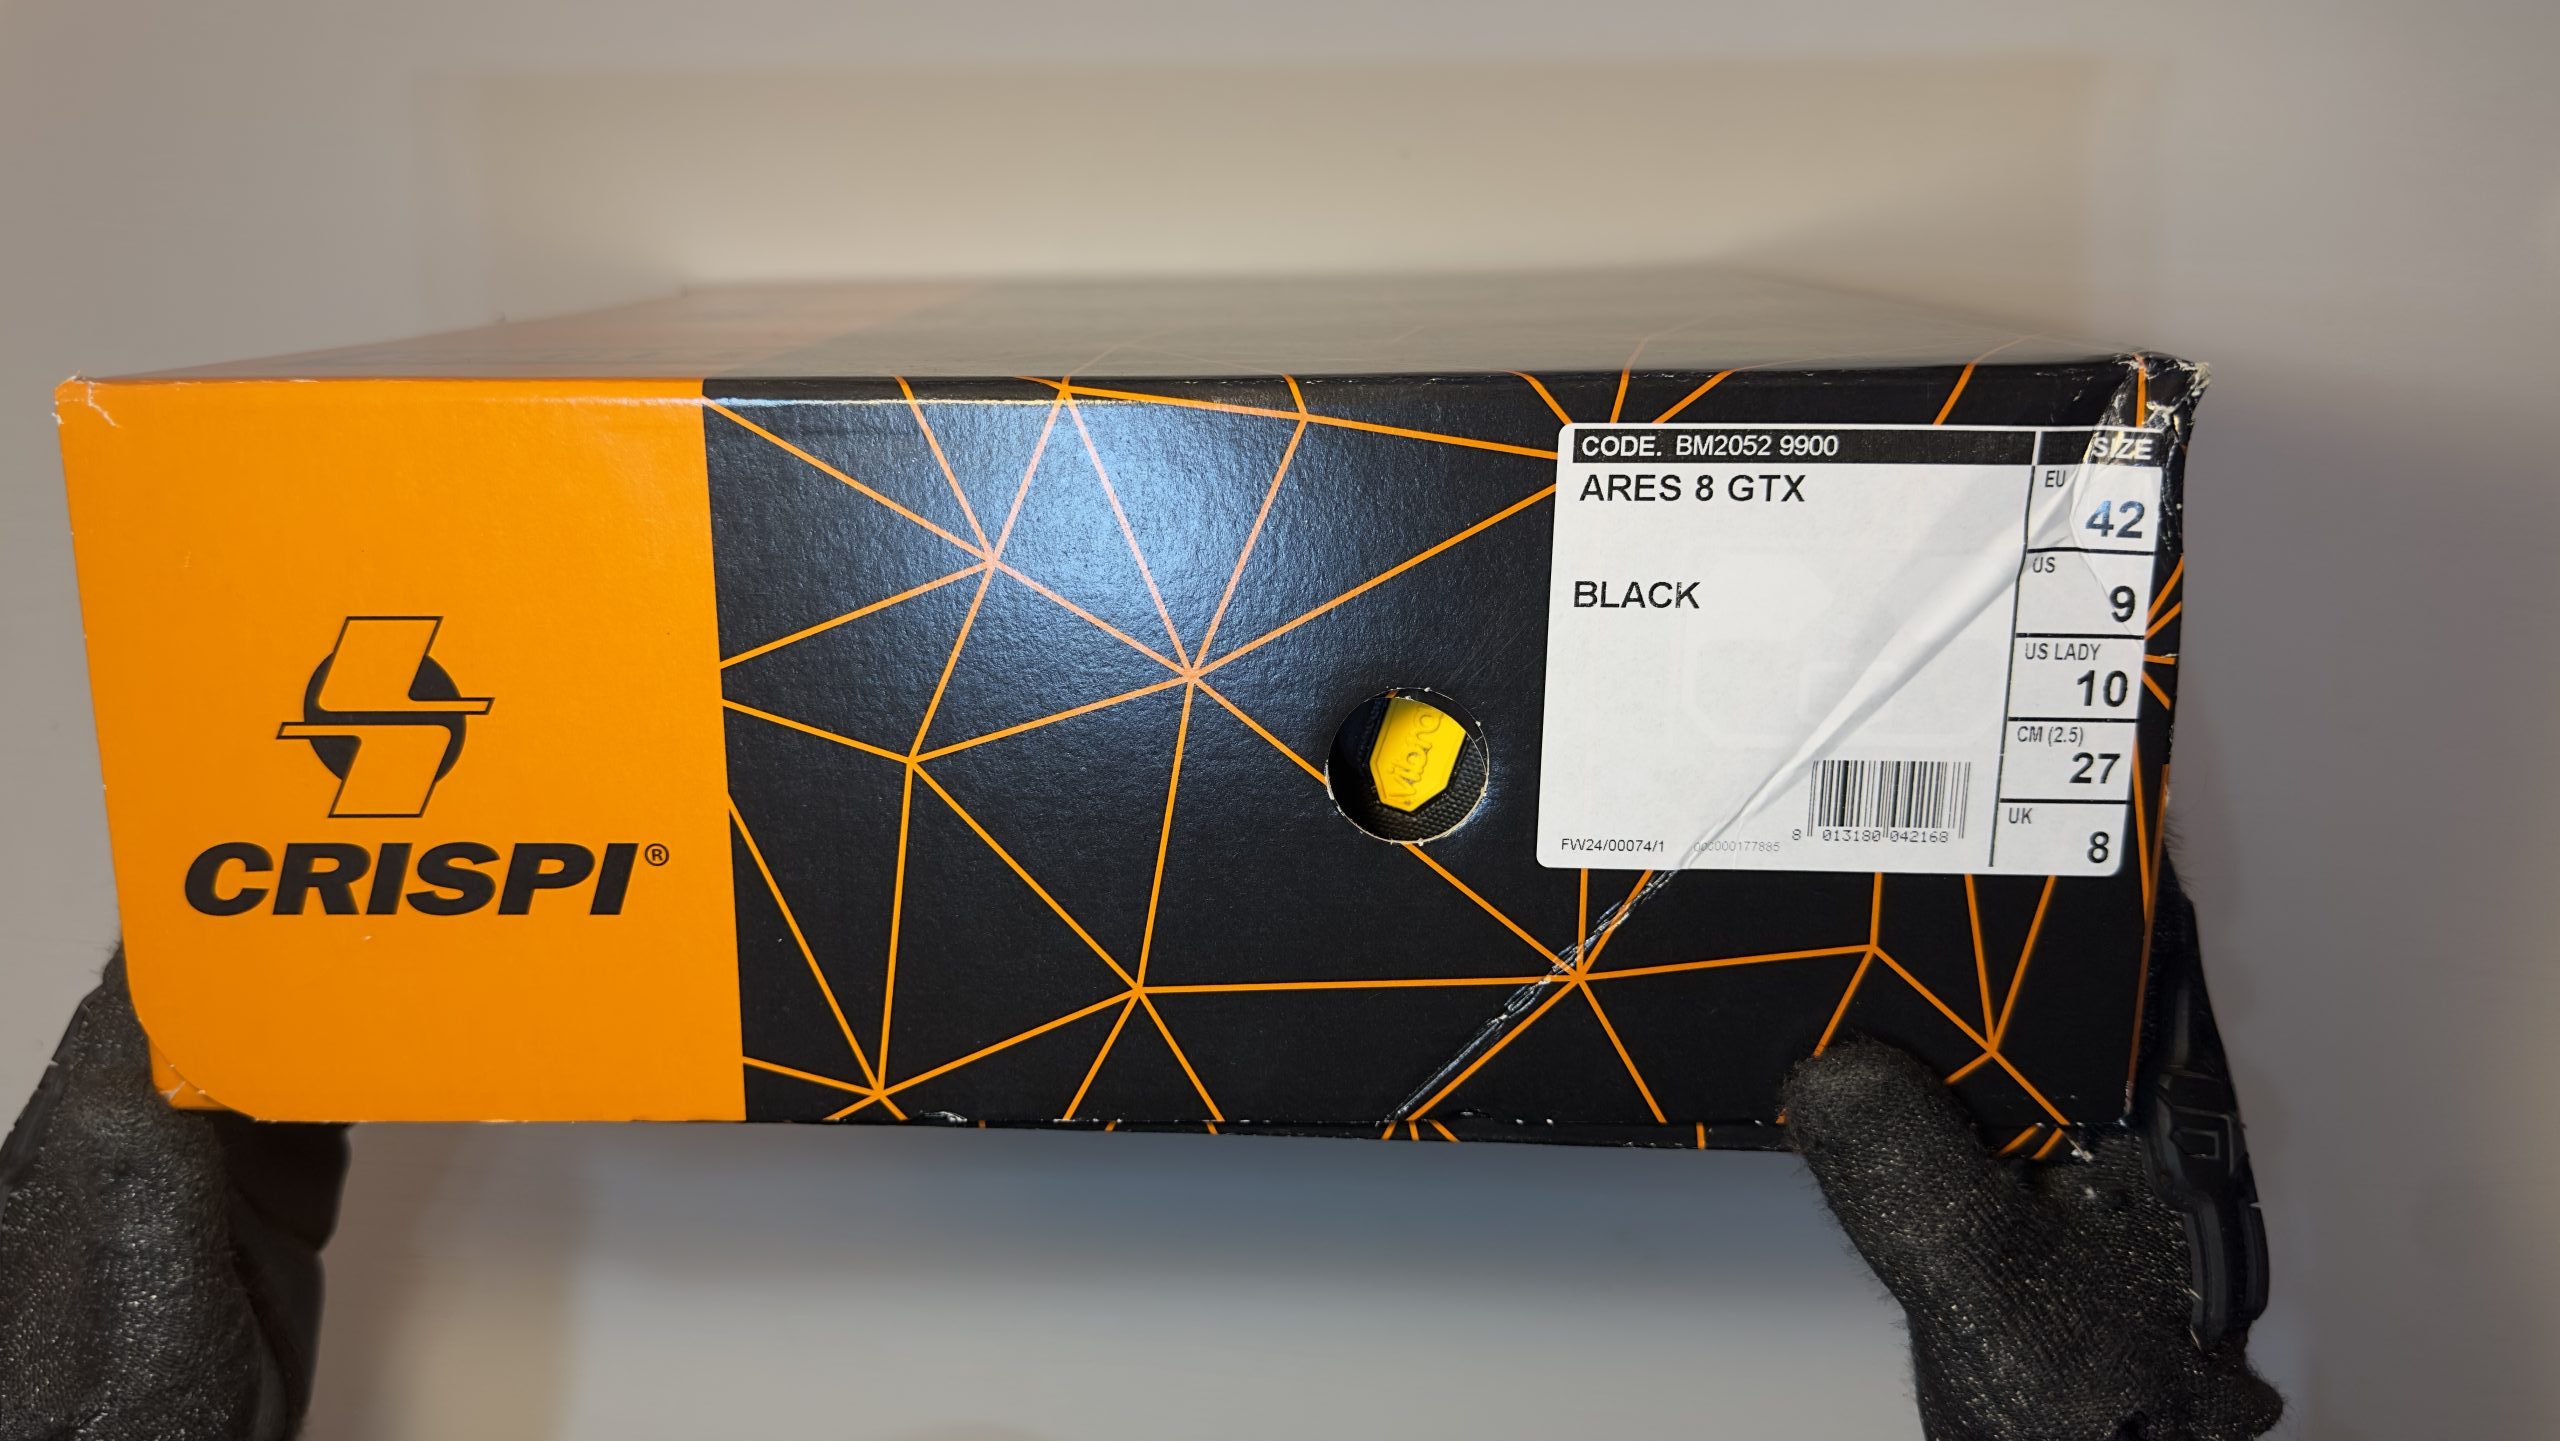 CRISPI®
Vibra
CODE. BM2052 9900
SIZE
ARES 8 GTX
BLACK
EU
42
US
9
US LADY
10
CM (2.5)
27
UK
8
8 013180 042168
FW24/00074/1
000000177885